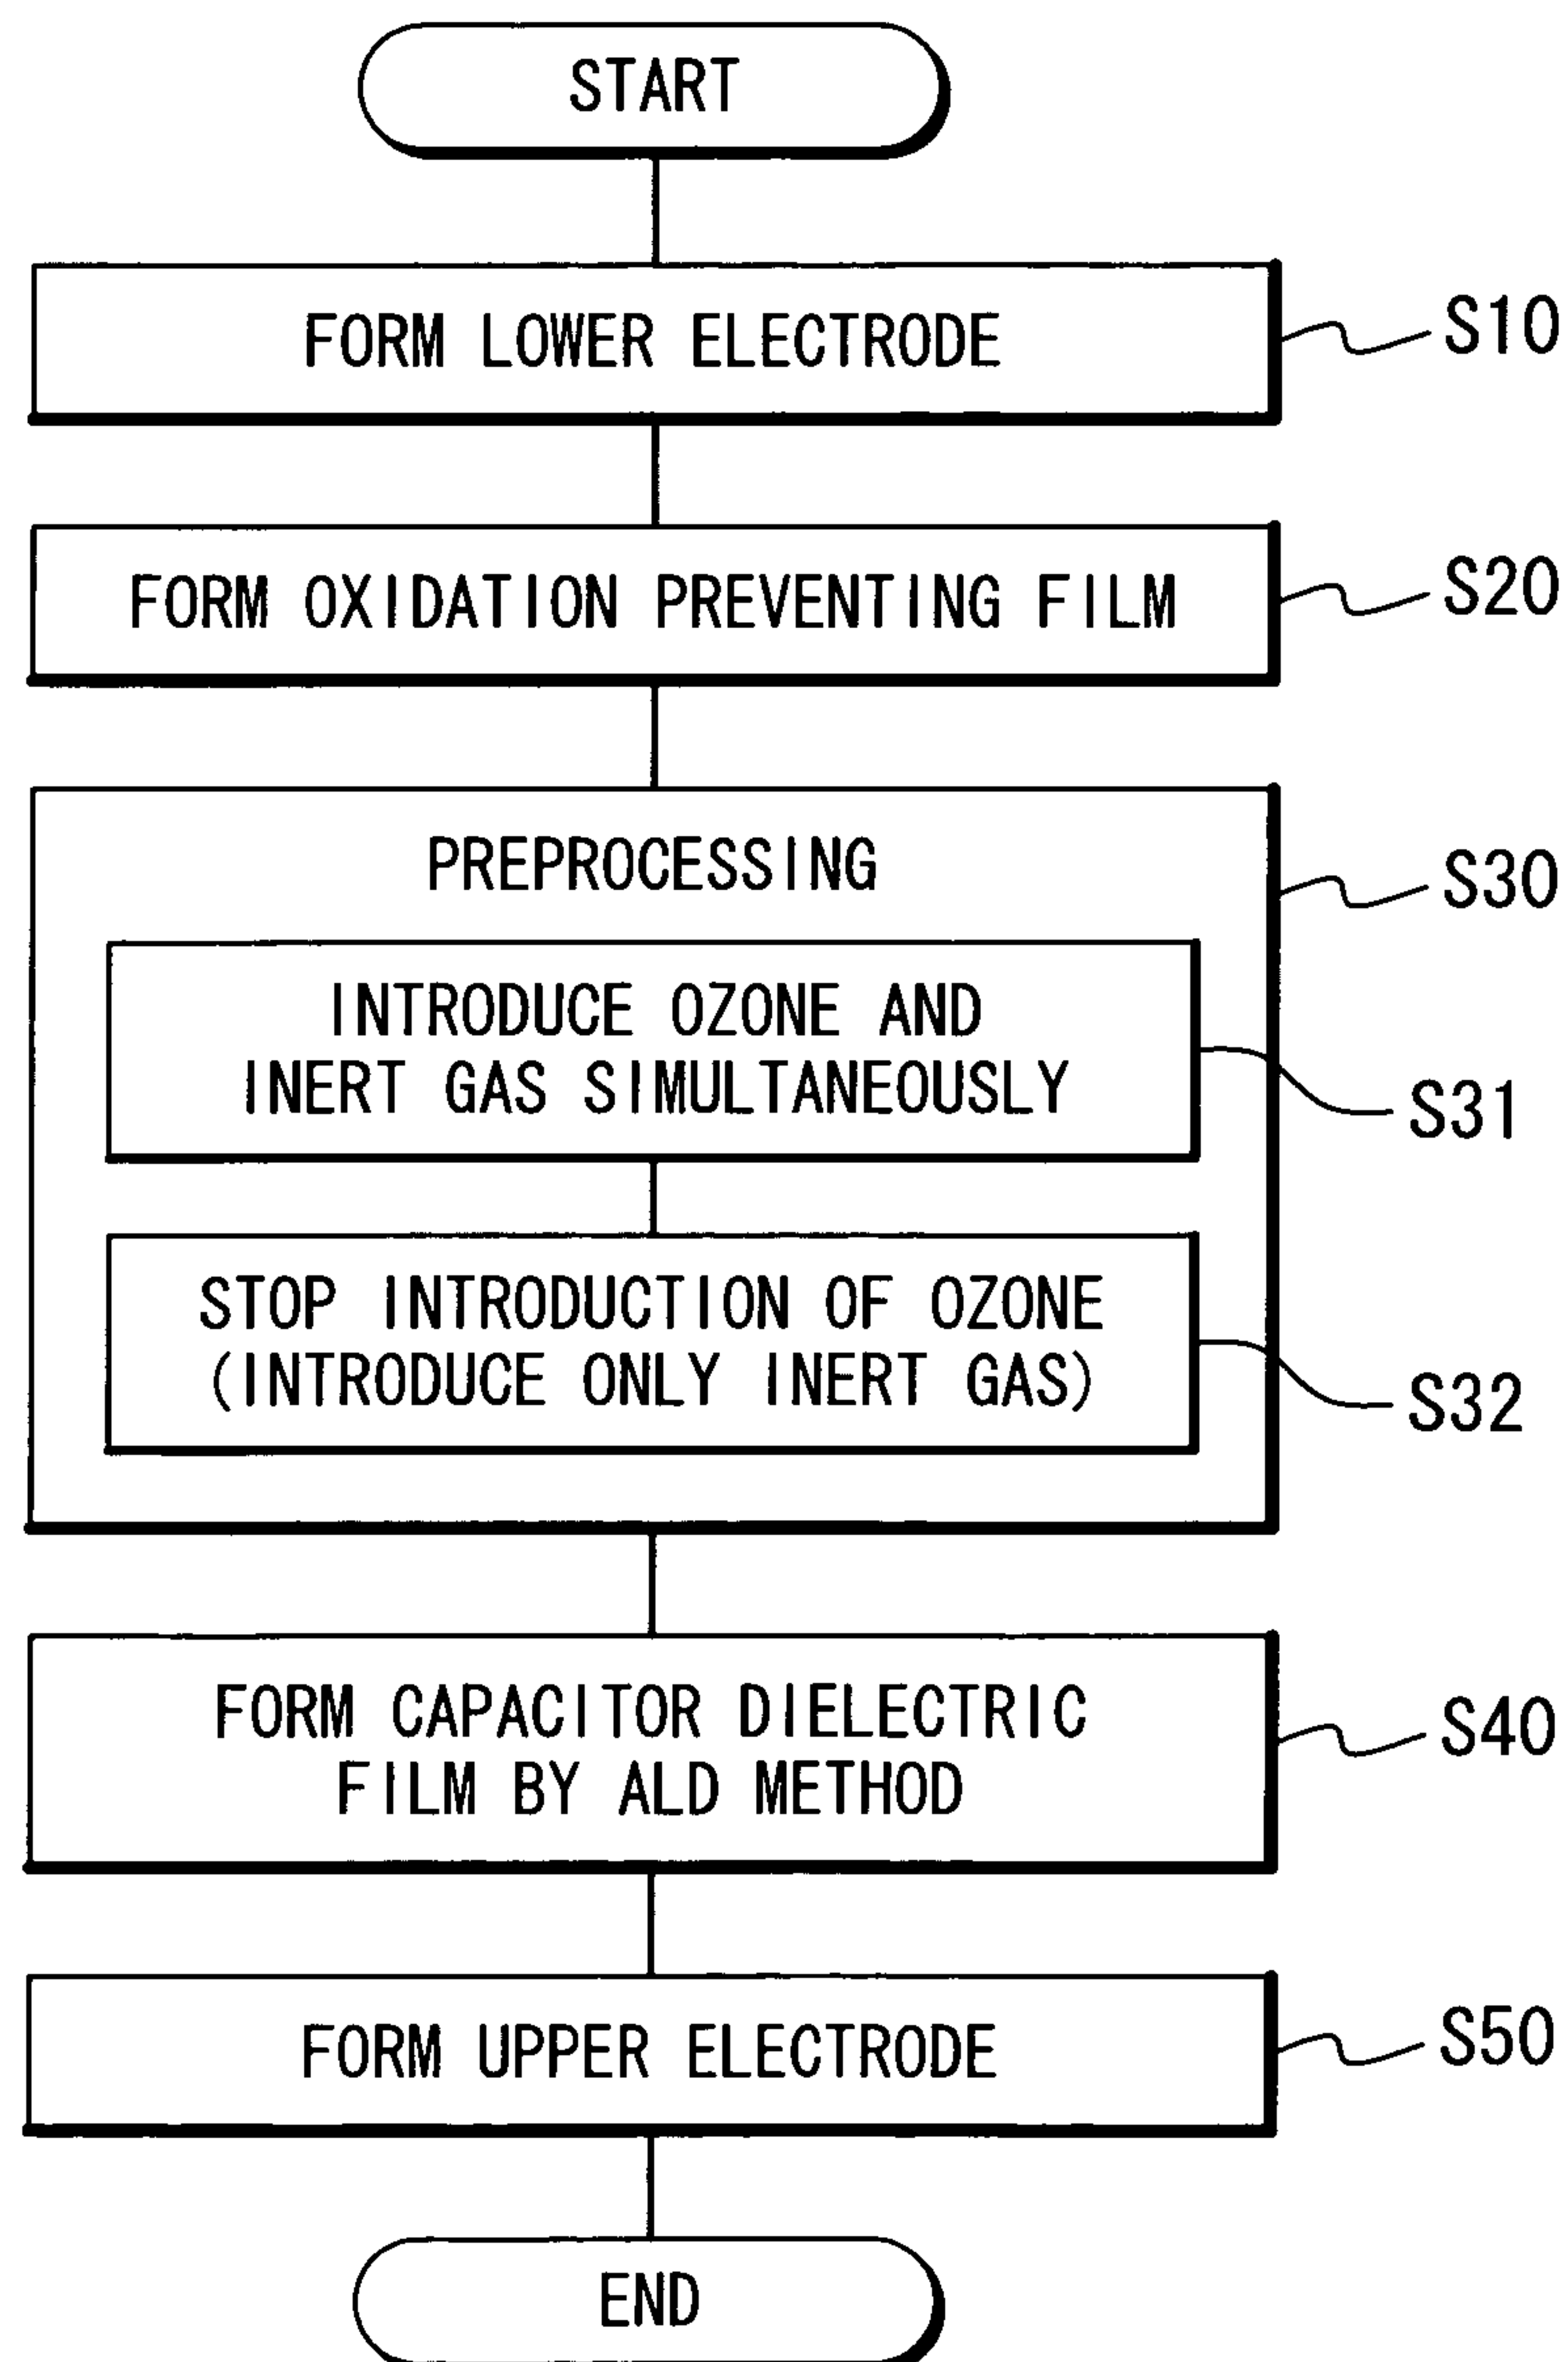 START
FORM LOWER ELECTRODE
S10
FORM OXIDATION PREVENTING FILM
S20
PREPROCESSING
S30
INTRODUCE OZONE AND
INERT GAS SIMULTANEOUSLY
S31
STOP INTRODUCTION OF OZONE
(INTRODUCE ONLY INERT GAS)
S32
FORM CAPACITOR DIELECTRIC
FILM BY ALD METHOD
S40
FORM UPPER ELECTRODE
S50
END